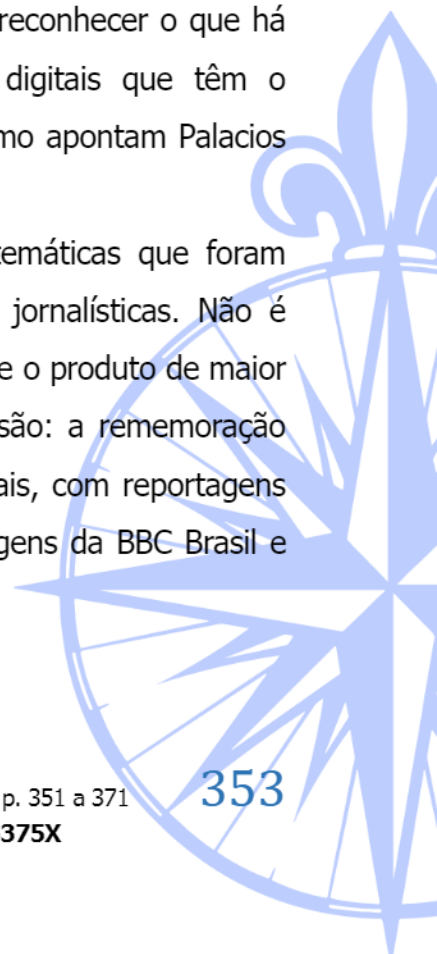 reconhecer o que há
digitais que têm o
mo apontam Palacios
temáticas que foram
jornalísticas. Não é
e o produto de maior
são: a rememoração
ais, com reportagens
gens da BBC Brasil e
p. 351 a 371 353
375X